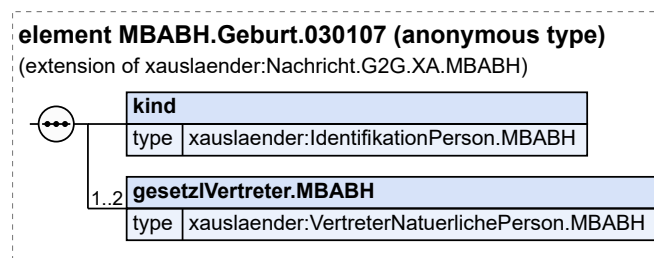 element MBABH.Geburt.030107 (anonymous type)
(extension of xauslaender:Nachricht.G2G.XA.MBABH)
kind
type xauslaender:IdentifikationPerson.MBABH
1..2 gesetzlVertreter.MBABH
type xauslaender:VertreterNatuerlichePerson.MBABH